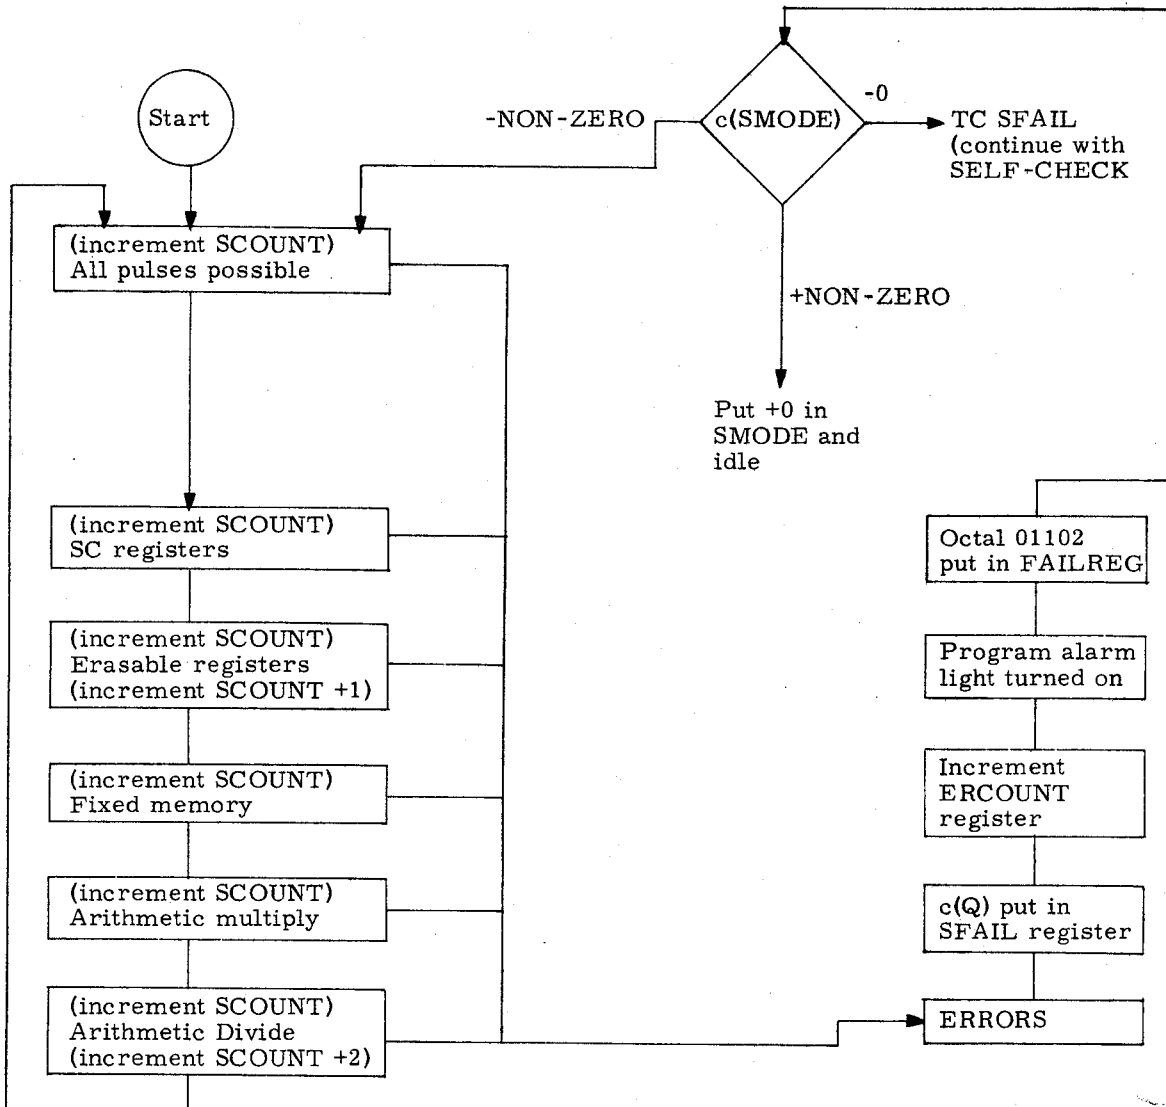 Start
-NON-ZERO
c(SMODE)
-0
TC SFAIL
(continue with
SELF-CHECK
+NON-ZERO
Put +0 in
SMODE and
idle
(increment SCOUNT)
All pulses possible
(increment SCOUNT)
SC registers
(increment SCOUNT)
Erasable registers
(increment SCOUNT +1)
(increment SCOUNT)
Fixed memory
(increment SCOUNT)
Arithmetic multiply
(increment SCOUNT)
Arithmetic Divide
(increment SCOUNT +2)
Octal 01102
put in FAILREG
Program alarm
light turned on
Increment
ERCOUNT
register
c(Q) put in
SFAIL register
ERRORS